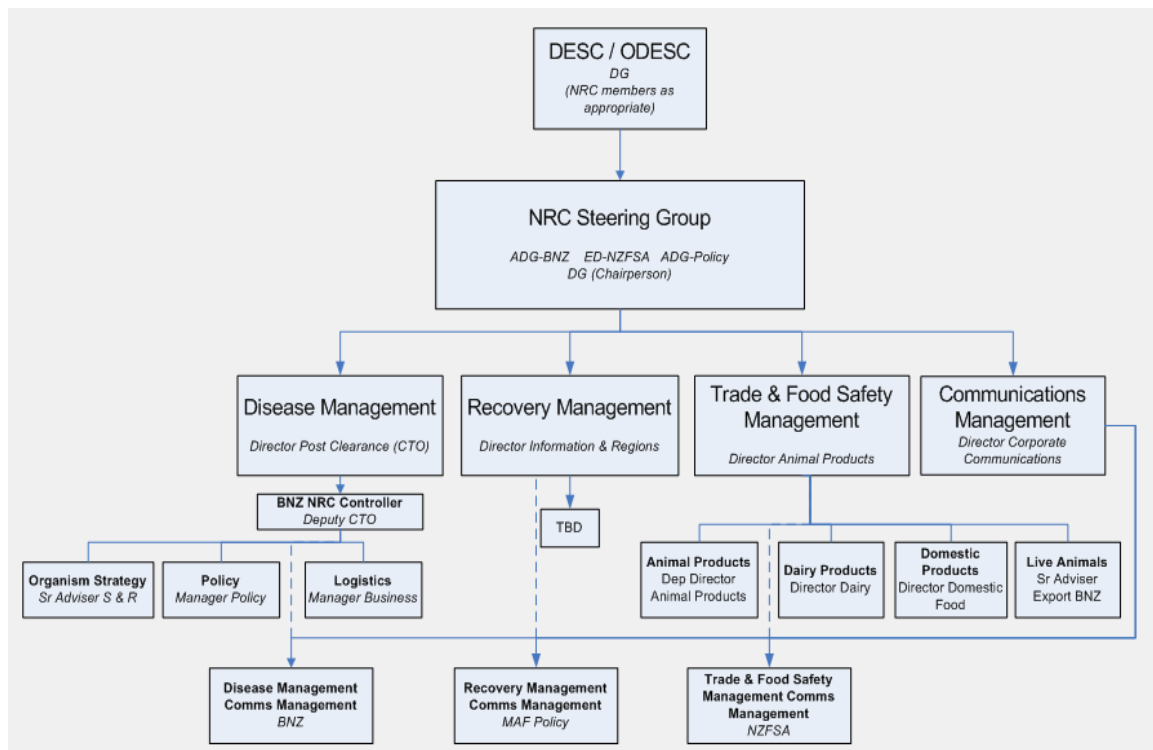 DESC / ODESC
DG
(NRC members as
appropriate)
NRC Steering Group
ADG-BNZ ED-NZFSA ADG-Policy
DG (Chairperson)
Disease Management
Director Post Clearance (CTO)
Recovery Management
Director Information & Regions
Trade & Food Safety
Management
Director Animal Products
Communications
Management
Director Corporate
Communications
BNZ NRC Controller
Deputy CTO
TBD
Organism Strategy
Sr Adviser S & R
Policy
Manager Policy
Logistics
Manager Business
Animal Products
Dep Director
Animal Products
Dairy Products
Director Dairy
Domestic
Products
Director Domestic
Food
Live Animals
Sr Adviser
Export BNZ
Disease Management
Comms Management
BNZ
Recovery Management
Comms Management
MAF Policy
Trade & Food Safety
Management Comms
Management
NZFSA